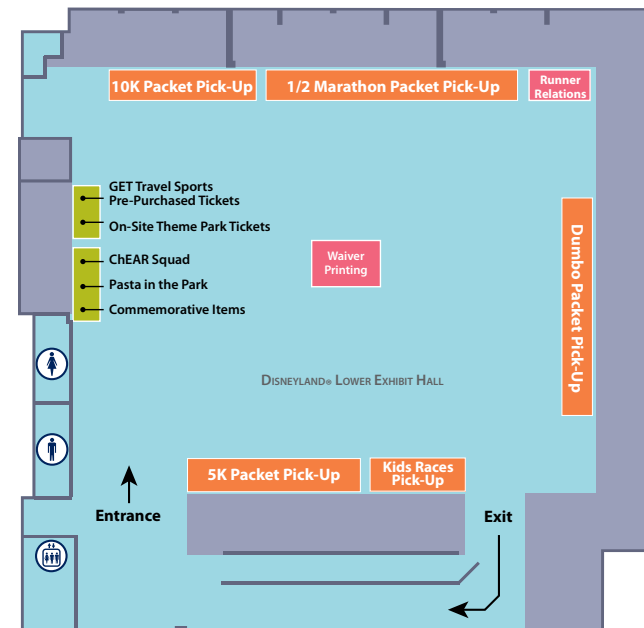 10K Packet Pick-Up
1/2 Marathon Packet Pick-Up
Runner
Relations
GET Travel Sports
Pre-Purchased Tickets
On-Site Theme Park Tickets
ChEAR Squad
Pasta in the Park
Commemorative Items
Waiver
Printing
Dumbo Packet Pick-Up
DISNEYLAND® LOWER EXHIBIT HALL
5K Packet Pick-Up
Kids Races
Pick-Up
Entrance
Exit